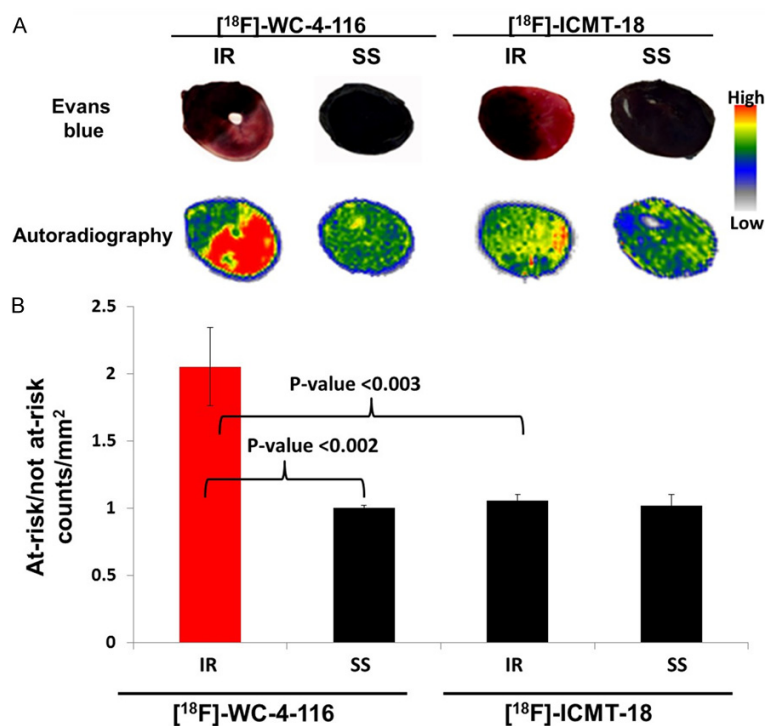 A
[¹⁸F]-WC-4-116 [¹⁸F]-ICMT-18
IR SS IR SS
Evans
blue
High
Autoradiography
Low
B
At-risk/not at-risk
counts/mm²
2.5
2
1.5
1
0.5
0
P-value <0.003
P-value <0.002
IR SS IR SS
[¹⁸F]-WC-4-116 [¹⁸F]-ICMT-18